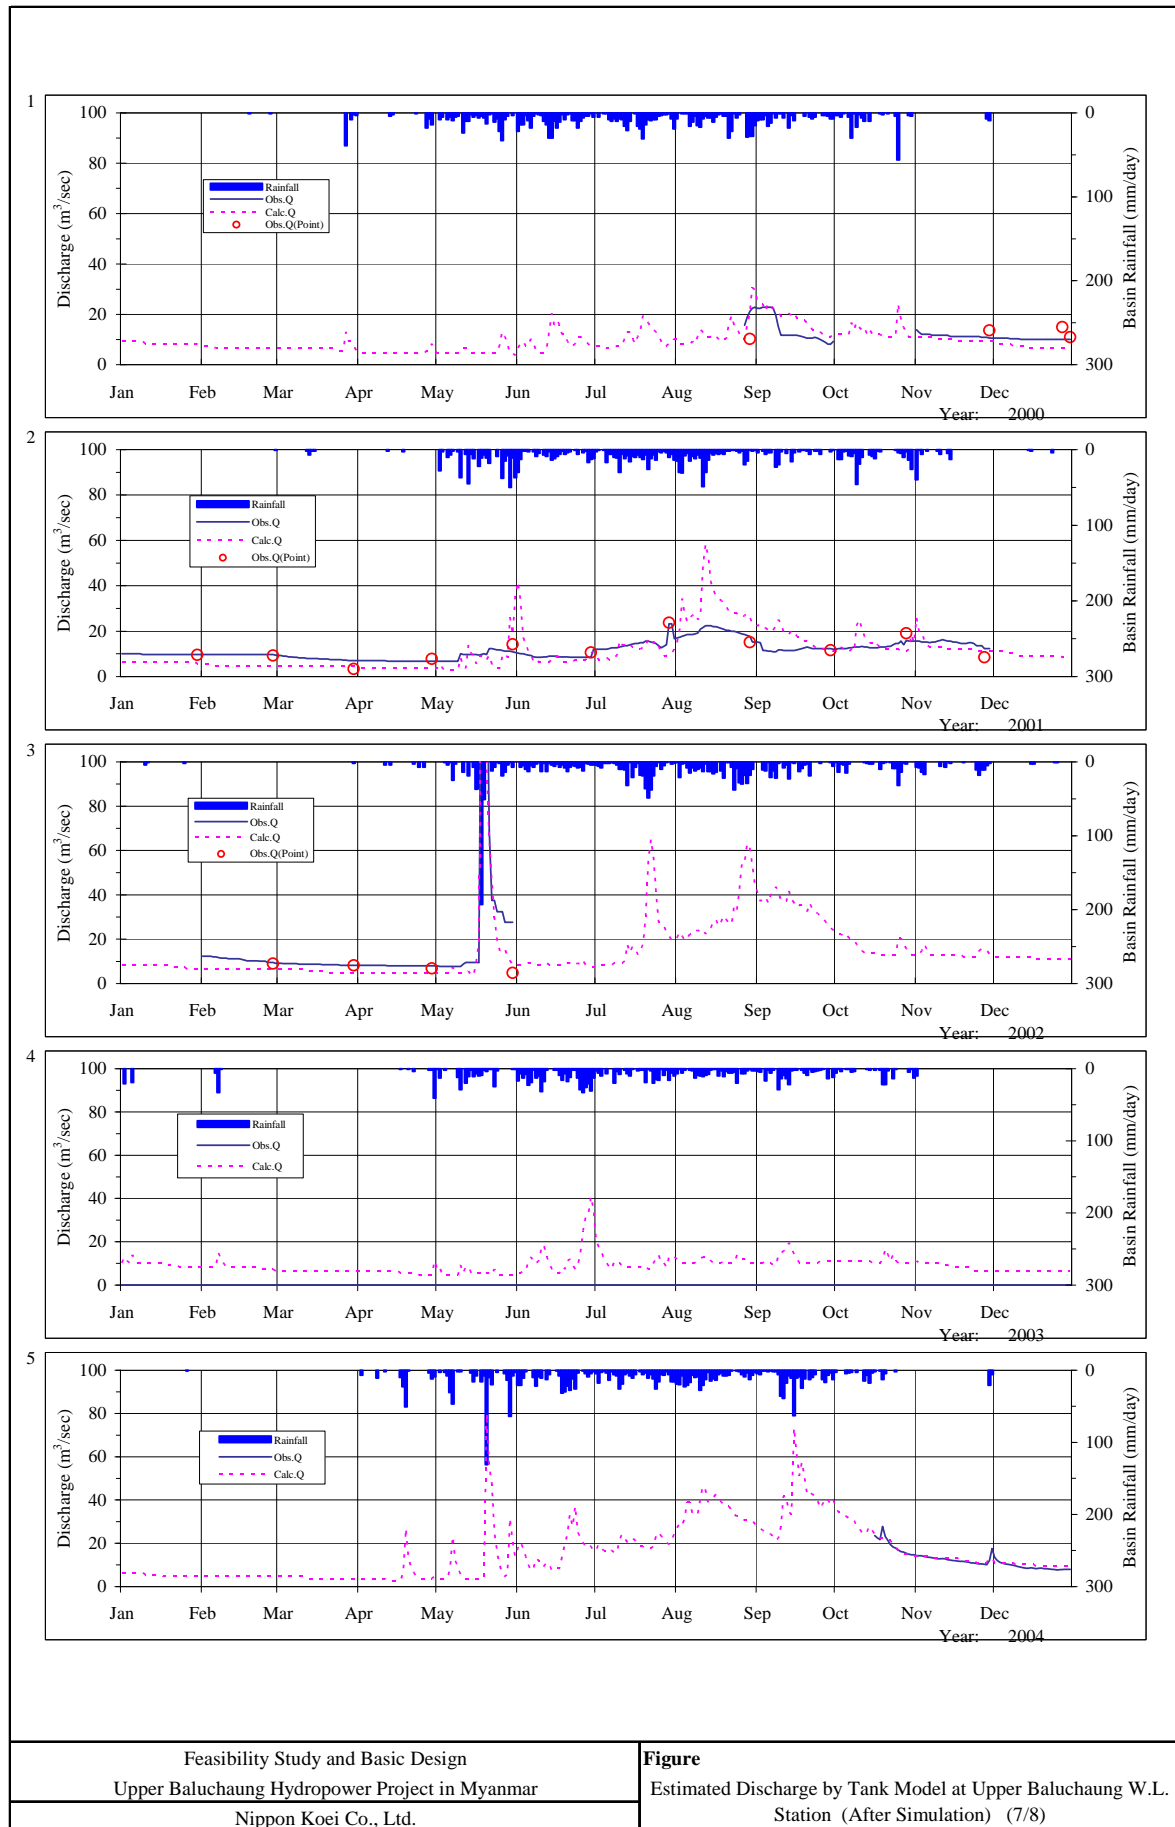 1
100
80
60
40
20
0
Discharge (m³/sec)
0
100
200
300
Basin Rainfall (mm/day)
Rainfall
Obs.Q
Calc.Q
Obs.Q(Point)
Jan Feb Mar Apr May Jun Jul Aug Sep Oct Nov Dec
Year: 2000
2
100
80
60
40
20
0
Discharge (m³/sec)
0
100
200
300
Basin Rainfall (mm/day)
Rainfall
Obs.Q
Calc.Q
Obs.Q(Point)
Jan Feb Mar Apr May Jun Jul Aug Sep Oct Nov Dec
Year: 2001
3
100
80
60
40
20
0
Discharge (m³/sec)
0
100
200
300
Basin Rainfall (mm/day)
Rainfall
Obs.Q
Calc.Q
Obs.Q(Point)
Jan Feb Mar Apr May Jun Jul Aug Sep Oct Nov Dec
Year: 2002
4
100
80
60
40
20
0
Discharge (m³/sec)
0
100
200
300
Basin Rainfall (mm/day)
Rainfall
Obs.Q
Calc.Q
Jan Feb Mar Apr May Jun Jul Aug Sep Oct Nov Dec
Year: 2003
5
100
80
60
40
20
0
Discharge (m³/sec)
0
100
200
300
Basin Rainfall (mm/day)
Rainfall
Obs.Q
Calc.Q
Jan Feb Mar Apr May Jun Jul Aug Sep Oct Nov Dec
Year: 2004
Feasibility Study and Basic Design
Upper Baluchaung Hydropower Project in Myanmar
Nippon Koei Co., Ltd.
Figure
Estimated Discharge by Tank Model at Upper Baluchaung W.L.
Station (After Simulation) (7/8)